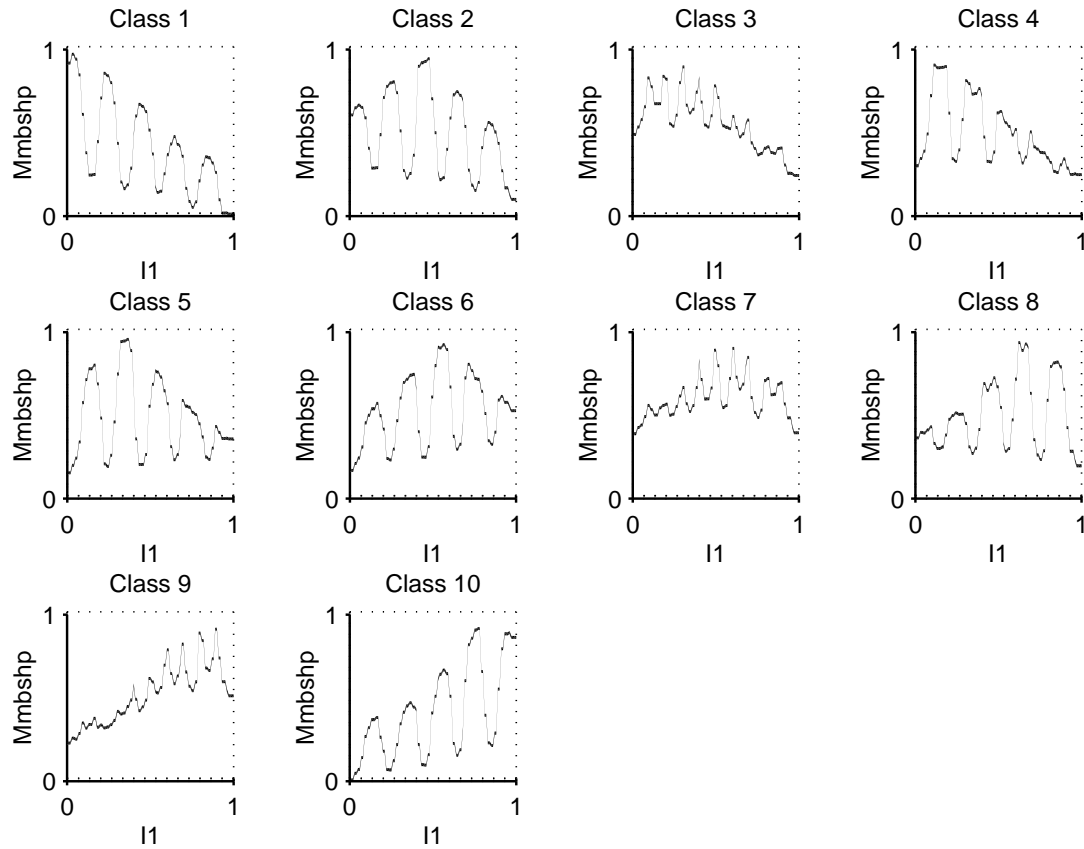 Class 1 Class 2 Class 3 Class 4
1 1 1 1
Mmbshp Mmbshp Mmbshp Mmbshp
0 0 0 0
0 1 0 1 0 1 0 1
I1 I1 I1 I1
Class 5 Class 6 Class 7 Class 8
1 1 1 1
Mmbshp Mmbshp Mmbshp Mmbshp
0 0 0 0
0 1 0 1 0 1 0 1
I1 I1 I1 I1
Class 9 Class 10
1 1
Mmbshp Mmbshp
0 0
0 1 0 1
I1 I1